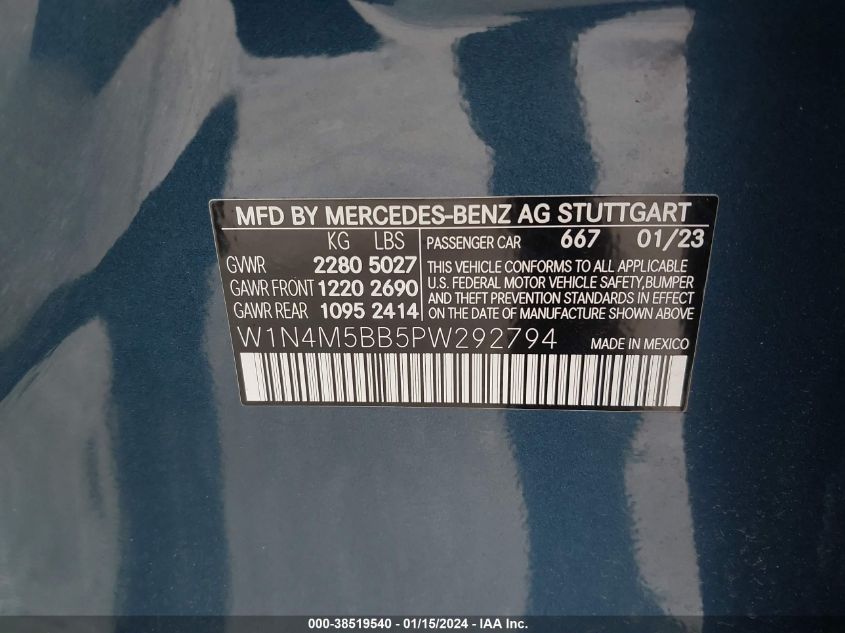 MFD BY MERCEDES-BENZ AG STUTTGART
KG LBS
GVWR 2280 5027
GAWR FRONT 1220 2690
GAWR REAR 1095 2414
PASSENGER CAR 667 01/23
THIS VEHICLE CONFORMS TO ALL APPLICABLE
U.S. FEDERAL MOTOR VEHICLE SAFETY, BUMPER
AND THEFT PREVENTION STANDARDS IN EFFECT
ON THE DATE OF MANUFACTURE SHOWN ABOVE
W1N4M5BB5PW292794 MADE IN MEXICO
000-38519540 - 01/15/2024 - IAA Inc.